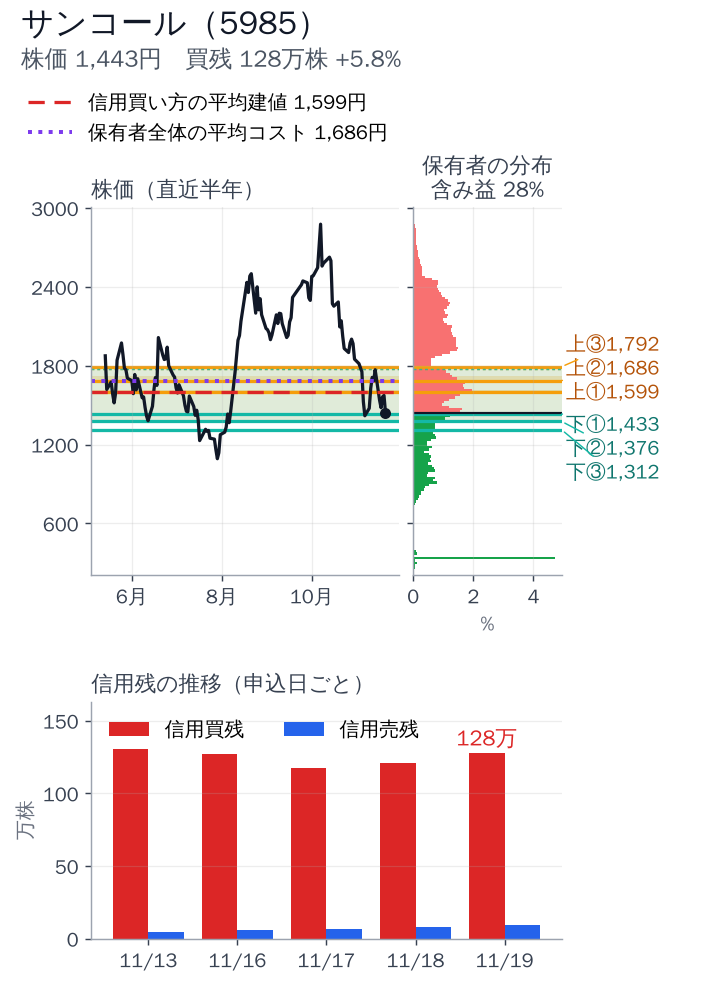 サンコール（5985）
株価 1,443円　買残 128万株 +5.8%
信用買い方の平均建値 1,599円
保有者全体の平均コスト 1,686円
株価（直近半年）
保有者の分布
含み益 28%
3000
2400
1800
1200
600
6月
8月
10月
0
2
4
%
上③1,792
上②1,686
上①1,599
下①1,433
下②1,376
下③1,312
信用残の推移（申込日ごと）
信用買残
信用売残
128万
万株
150
100
50
0
11/13
11/16
11/17
11/18
11/19